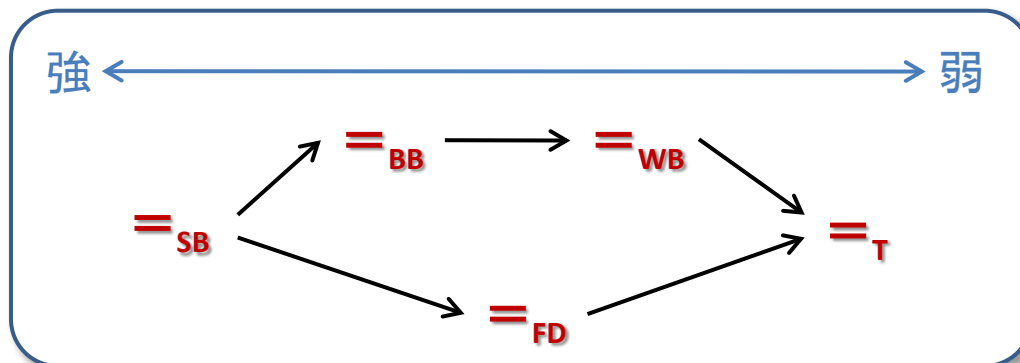 強 弱
=BB =WB
=SB =T
=FD